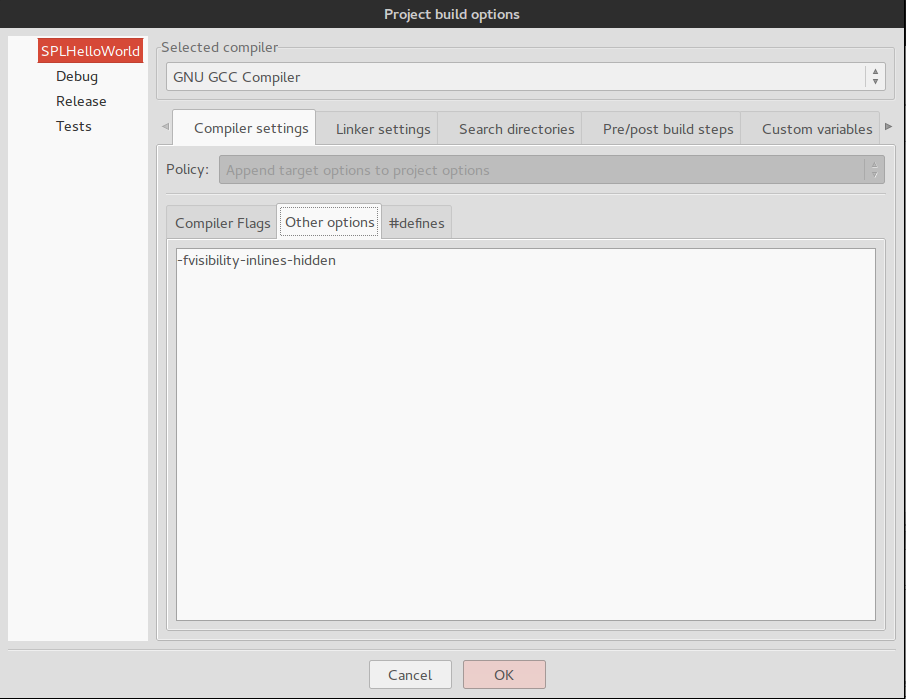 Project build options
SPLHelloWorld
Debug
Release
Tests
Selected compiler
GNU GCC Compiler
Compiler settings
Linker settings
Search directories
Pre/post build steps
Custom variables
Policy:
Append target options to project options
Compiler Flags
Other options
#defines
-fvisibility-inlines-hidden
Cancel
OK